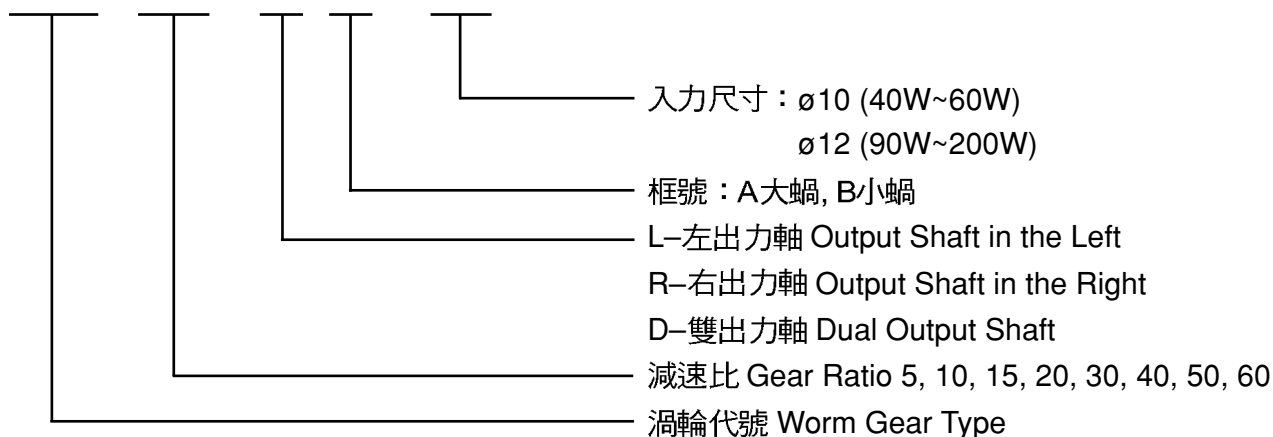 入力尺寸：ø10 (40W~60W)
ø12 (90W~200W)
框號：A大蝸, B小蝸
L–左出力軸 Output Shaft in the Left
R–右出力軸 Output Shaft in the Right
D–雙出力軸 Dual Output Shaft
減速比 Gear Ratio 5, 10, 15, 20, 30, 40, 50, 60
渦輪代號 Worm Gear Type